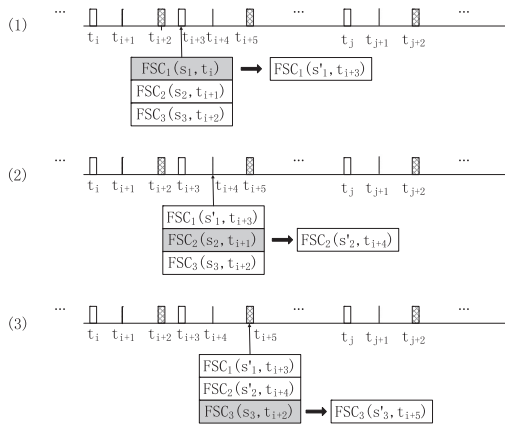 (1) ... ... ...
t_i t_{i+1} t_{i+2} t_{i+3} t_{i+4} t_{i+5} t_j t_{j+1} t_{j+2}
FSC_1(s_1,t_i) FSC_1(s'_1,t_{i+3})
FSC_2(s_2,t_{i+1})
FSC_3(s_3,t_{i+2})
... ... ...
(2)
t_i t_{i+1} t_{i+2} t_{i+3} t_{i+4} t_{i+5} t_j t_{j+1} t_{j+2}
FSC_1(s'_1,t_{i+3})
FSC_2(s_2,t_{i+1}) FSC_2(s'_2,t_{i+4})
FSC_3(s_3,t_{i+2})
... ... ...
(3)
t_i t_{i+1} t_{i+2} t_{i+3} t_{i+4} t_{i+5} t_j t_{j+1} t_{j+2}
FSC_1(s'_1,t_{i+3})
FSC_2(s'_2,t_{i+4})
FSC_3(s_3,t_{i+2}) FSC_3(s'_3,t_{i+5})